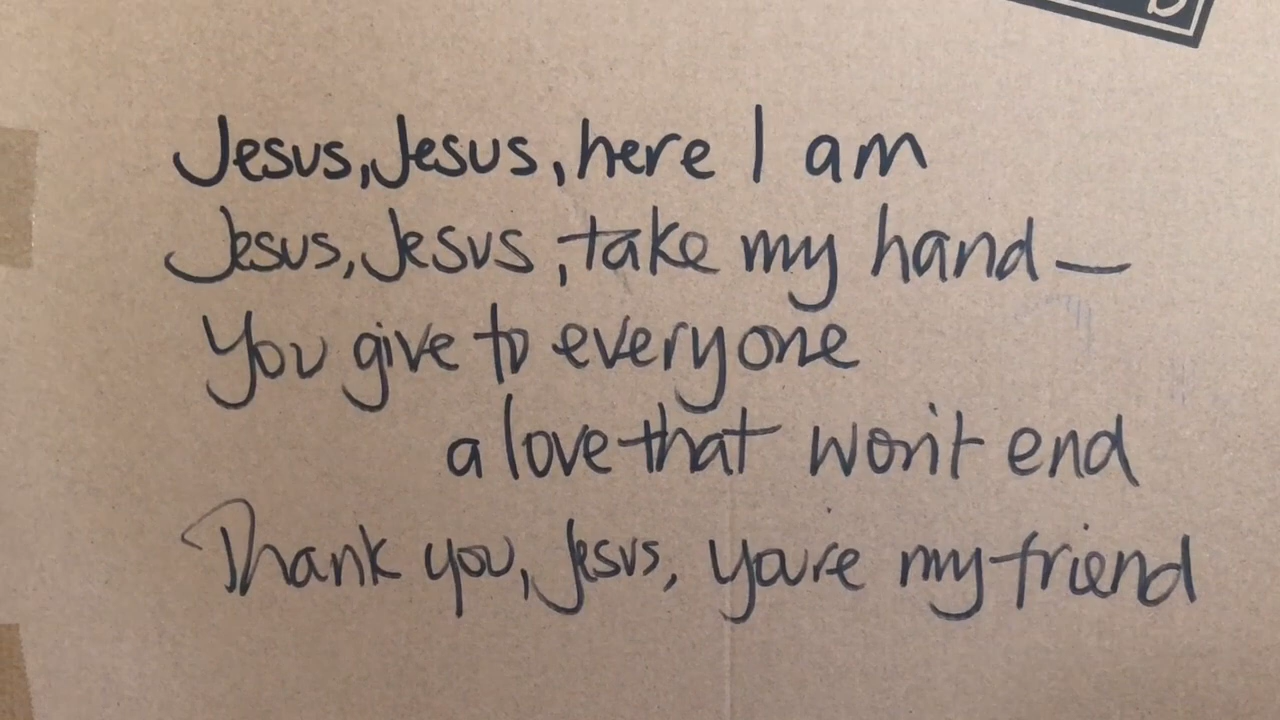 Jesus, Jesus, here I am
Jesus, Jesus, take my hand —
You give to everyone
a love that won't end
Thank you, Jesus, you're my friend